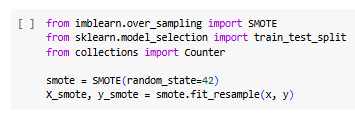 [ ] from imblearn.over_sampling import SMOTE
from sklearn.model_selection import train_test_split
from collections import Counter
smote = SMOTE(random_state=42)
X_smote, y_smote = smote.fit_resample(x, y)